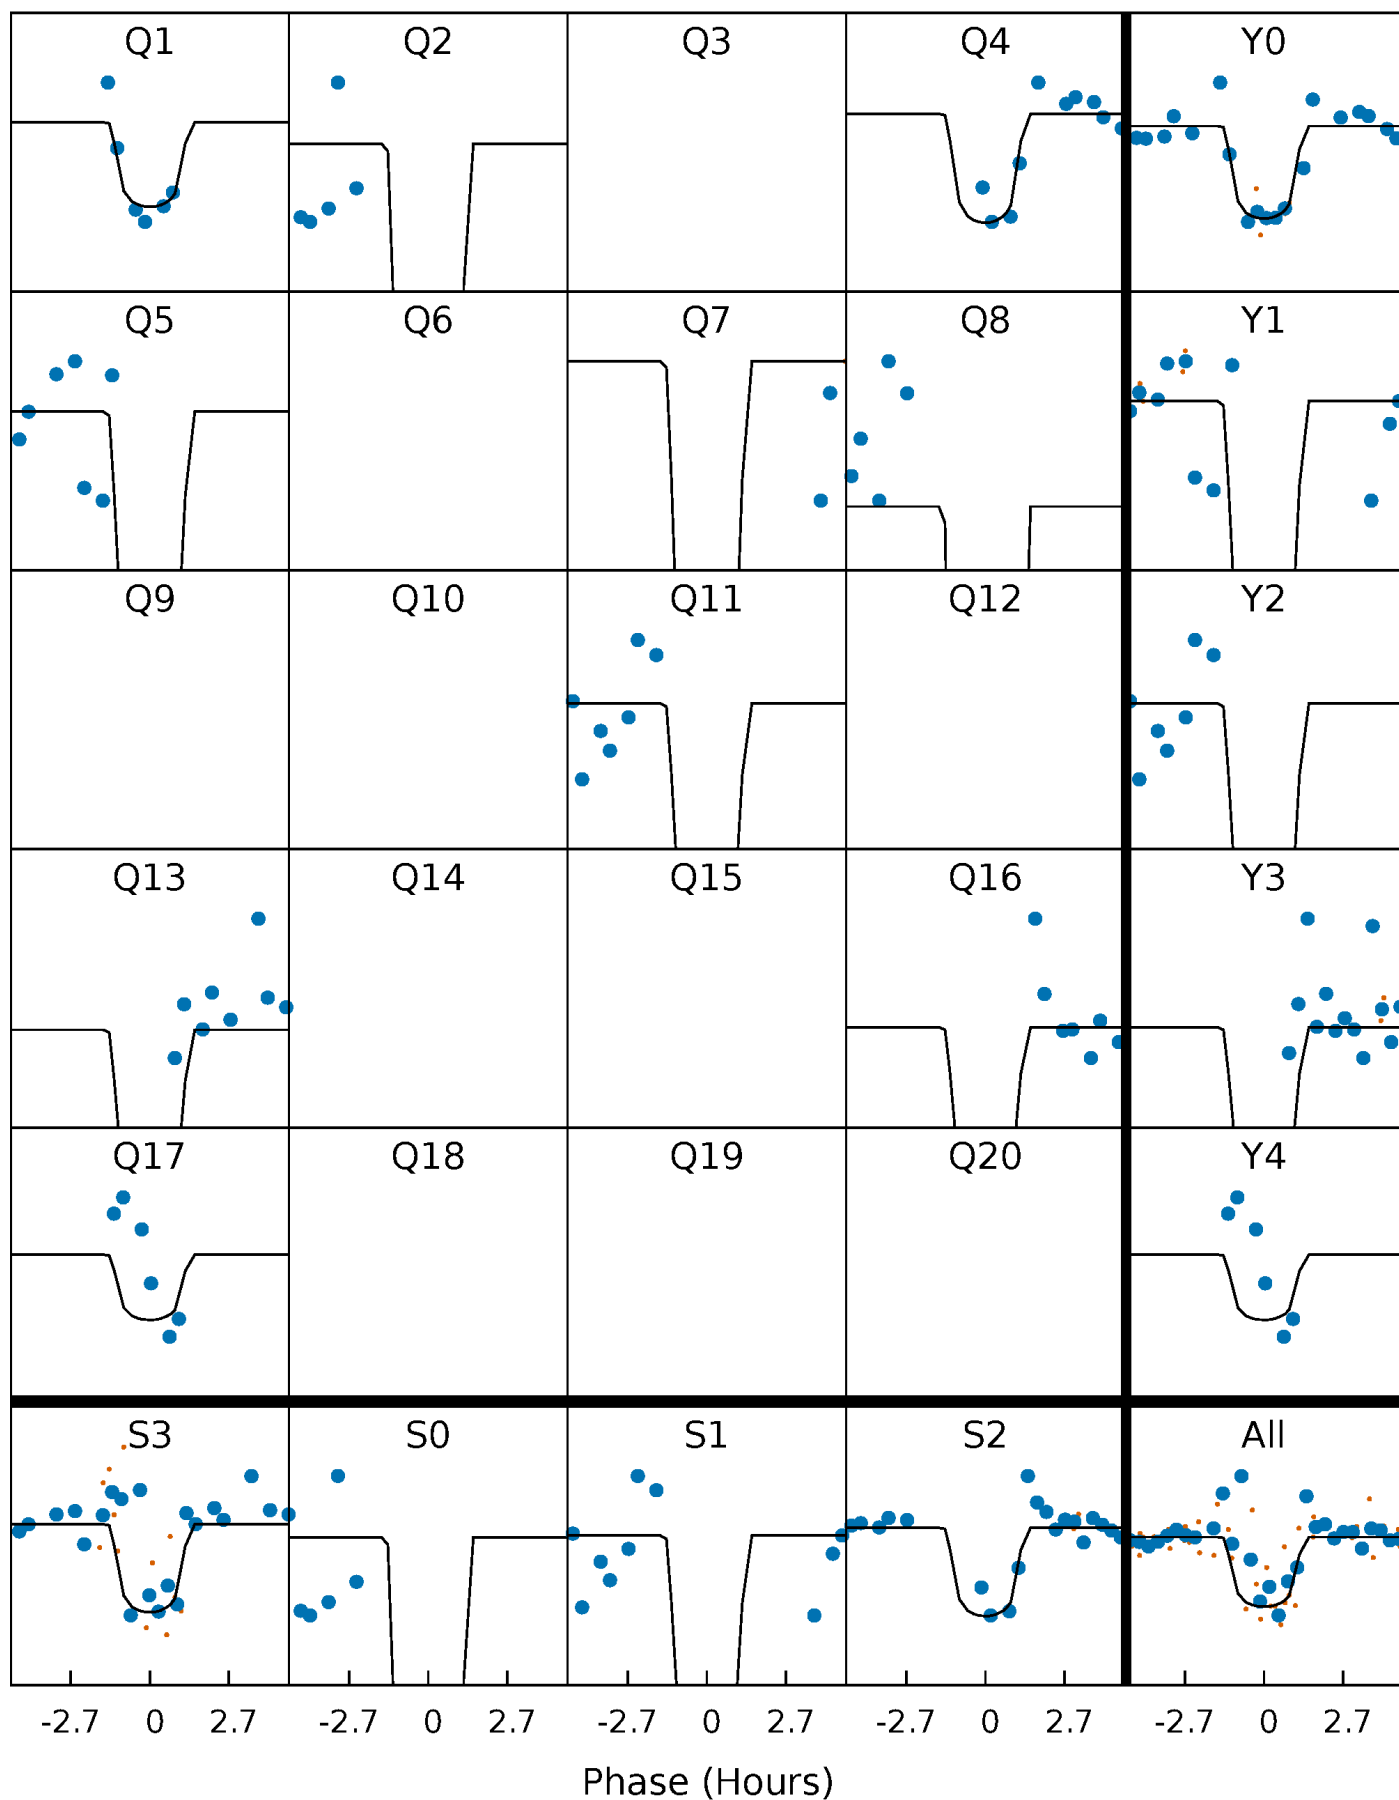 Q1 Q2 Q3 Q4 Y0
Q5 Q6 Q7 Q8 Y1
Q9 Q10 Q11 Q12 Y2
Q13 Q14 Q15 Q16 Y3
Q17 Q18 Q19 Q20 Y4
S3 S0 S1 S2 All
-2.7 0 2.7 -2.7 0 2.7 -2.7 0 2.7 -2.7 0 2.7 -2.7 0 2.7
Phase (Hours)